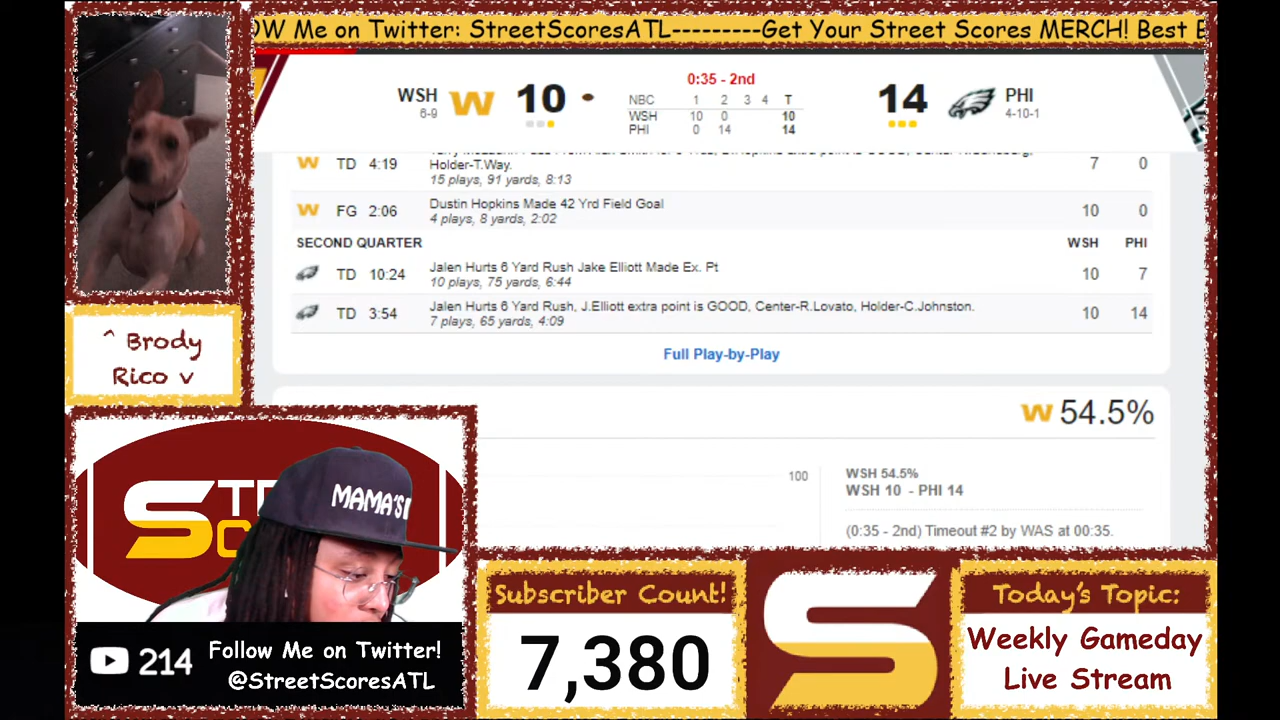 OW Me on Twitter: StreetScoresATL---------Get Your Street Scores MERCH! Best
WSH
6-9
W
10
0:35 - 2nd
NBC 1 2 3 4 T
WSH 10 0 10
PHI 0 14 14
14
PHI
4-10-1
W TD 4:19 Holder-T.Way. 7 0
15 plays, 91 yards, 8:13
W FG 2:06 Dustin Hopkins Made 42 Yrd Field Goal 10 0
4 plays, 8 yards, 2:02
SECOND QUARTER WSH PHI
TD 10:24 Jalen Hurts 6 Yard Rush Jake Elliott Made Ex. Pt 10 7
10 plays, 75 yards, 6:44
TD 3:54 Jalen Hurts 6 Yard Rush, J.Elliott extra point is GOOD, Center-R.Lovato, Holder-C.Johnston. 10 14
7 plays, 65 yards, 4:09
Full Play-by-Play
W 54.5%
100
WSH 54.5%
WSH 10 - PHI 14
(0:35 - 2nd) Timeout #2 by WAS at 00:35.
^ Brody
Rico v
MAMA'S
214
Follow Me on Twitter!
@StreetScoresATL
Subscriber Count!
7,380
S
Today's Topic:
Weekly Gameday
Live Stream